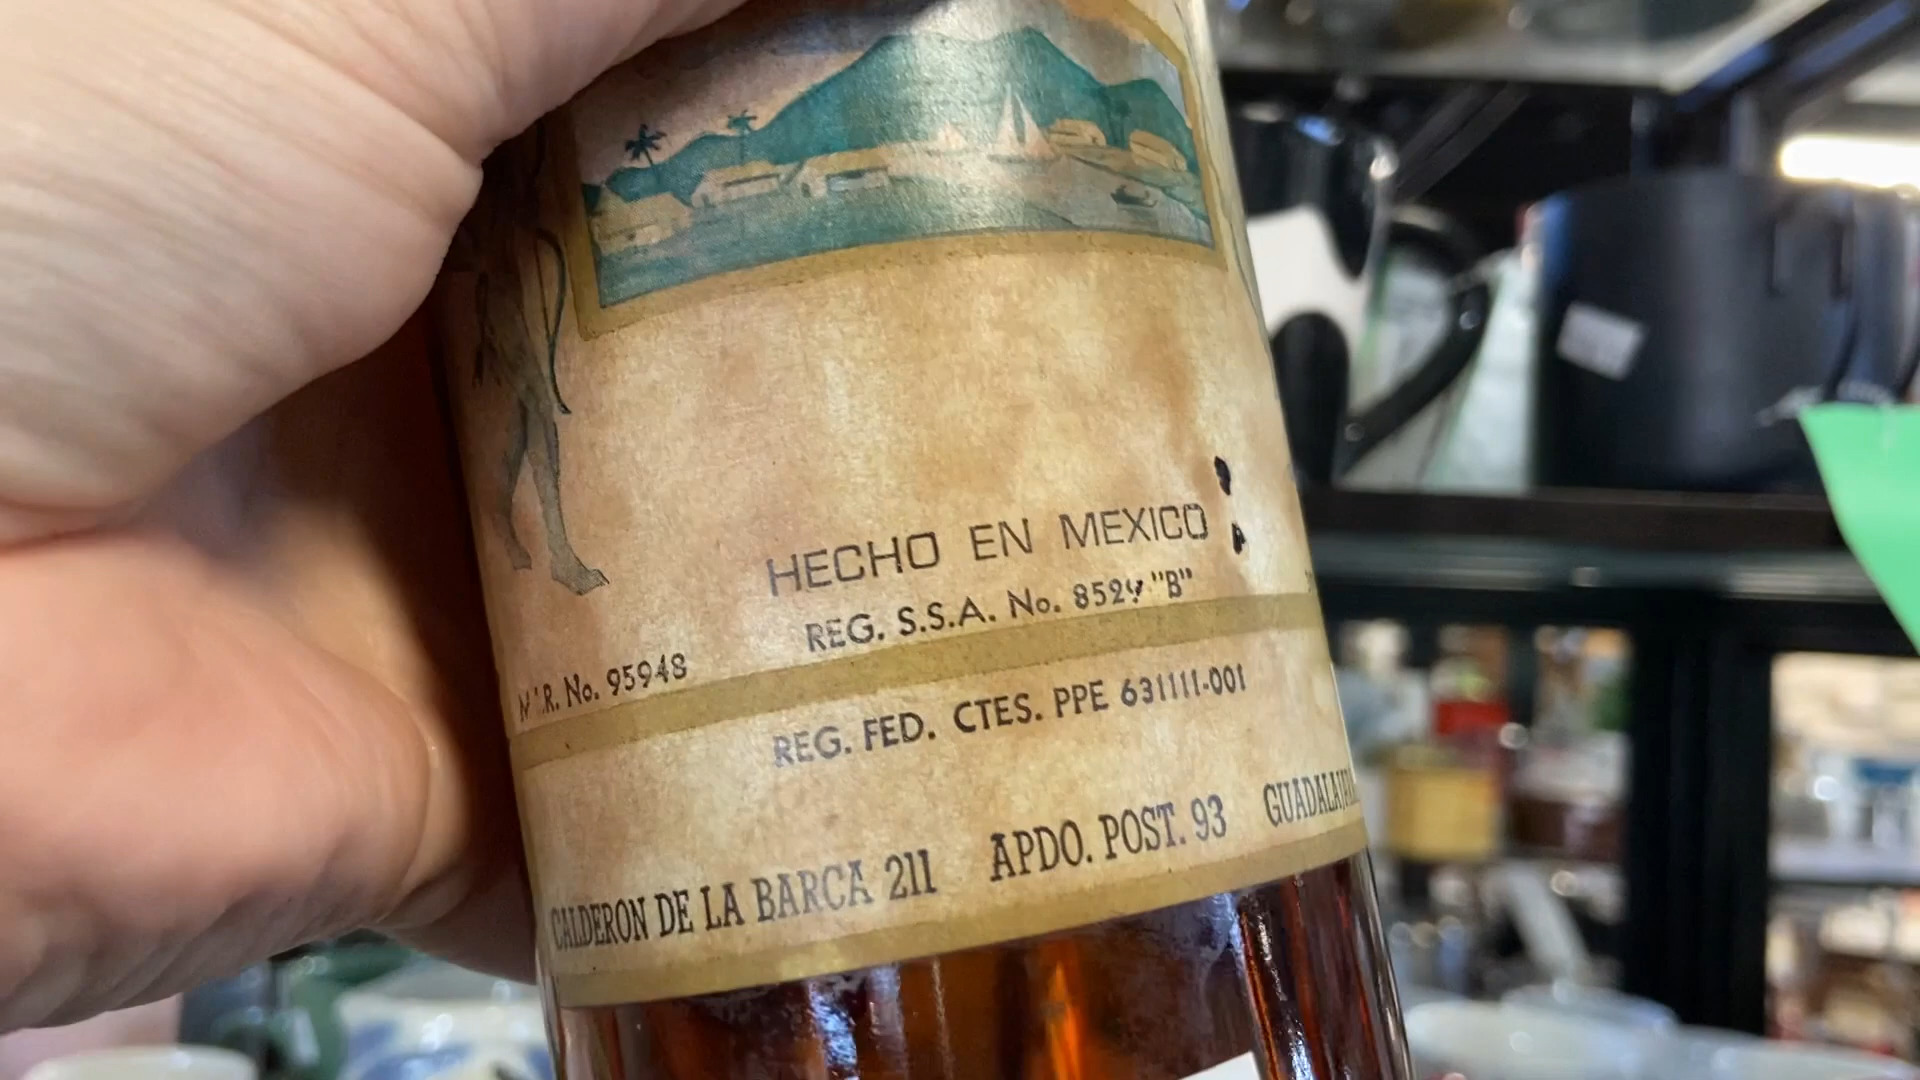 HECHO EN MEXICO
REG. S.S.A. No. "B"
No. 95948
REG. FED. CTES. PPE 631111-001
CALDERON DE LA BARCA 211 APDO. POST. 93